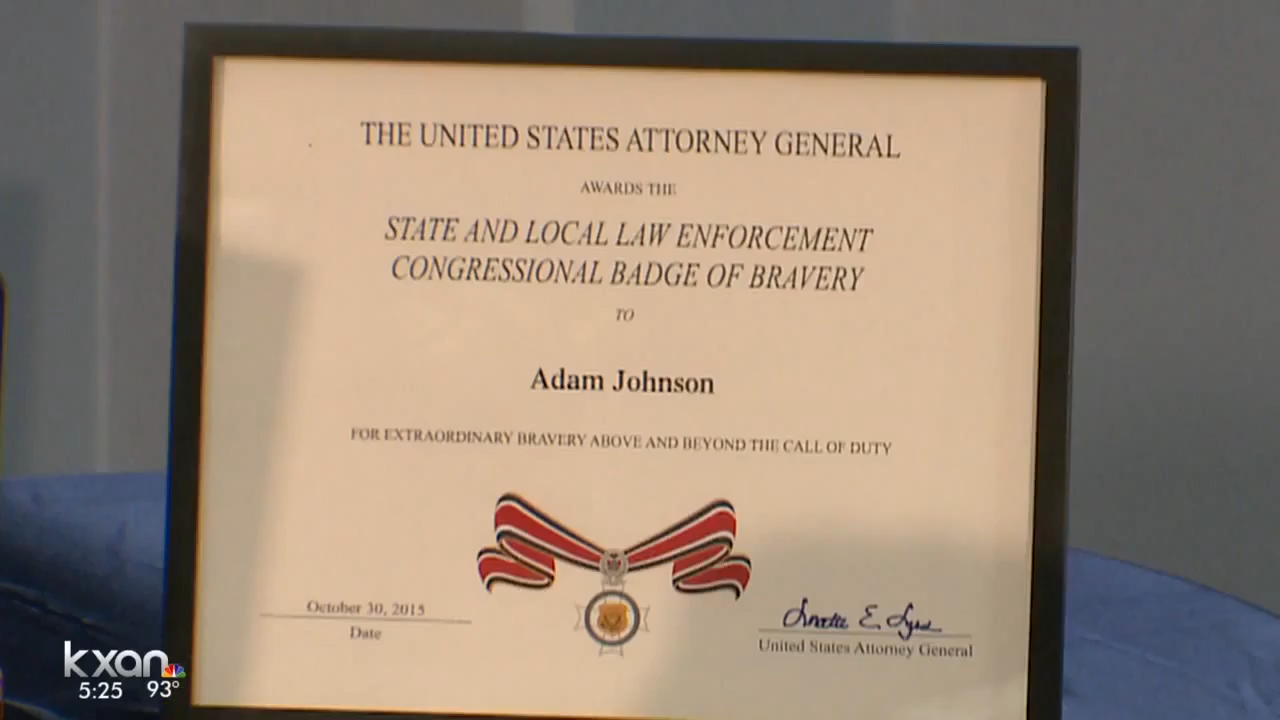 THE UNITED STATES ATTORNEY GENERAL
AWARDS THE
STATE AND LOCAL LAW ENFORCEMENT
CONGRESSIONAL BADGE OF BRAVERY
TO
Adam Johnson
FOR EXTRAORDINARY BRAVERY ABOVE AND BEYOND THE CALL OF DUTY
October 30, 2015
Date
United States Attorney General
kxan
5:25 93°